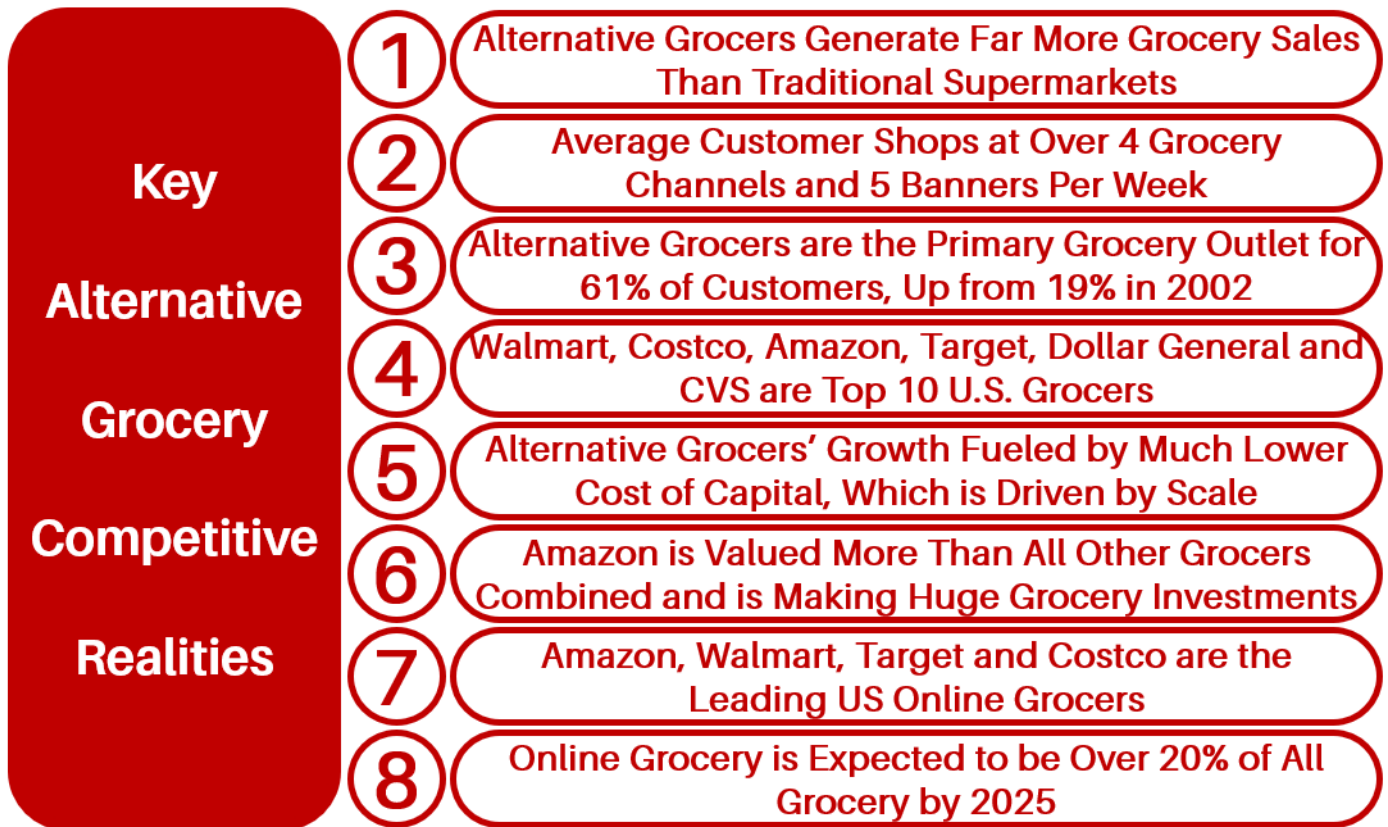 Key
Alternative
Grocery
Competitive
Realities
1
Alternative Grocers Generate Far More Grocery Sales
Than Traditional Supermarkets
2
Average Customer Shops at Over 4 Grocery
Channels and 5 Banners Per Week
3
Alternative Grocers are the Primary Grocery Outlet for
61% of Customers, Up from 19% in 2002
4
Walmart, Costco, Amazon, Target, Dollar General and
CVS are Top 10 U.S. Grocers
5
Alternative Grocers’ Growth Fueled by Much Lower
Cost of Capital, Which is Driven by Scale
6
Amazon is Valued More Than All Other Grocers
Combined and is Making Huge Grocery Investments
7
Amazon, Walmart, Target and Costco are the
Leading US Online Grocers
8
Online Grocery is Expected to be Over 20% of All
Grocery by 2025